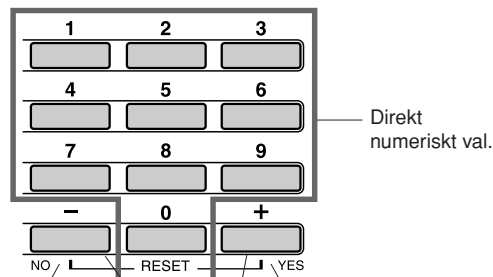 1 2 3
4 5 6
Direkt
numeriskt val.
7 8 9
− 0 +
NO RESET YES